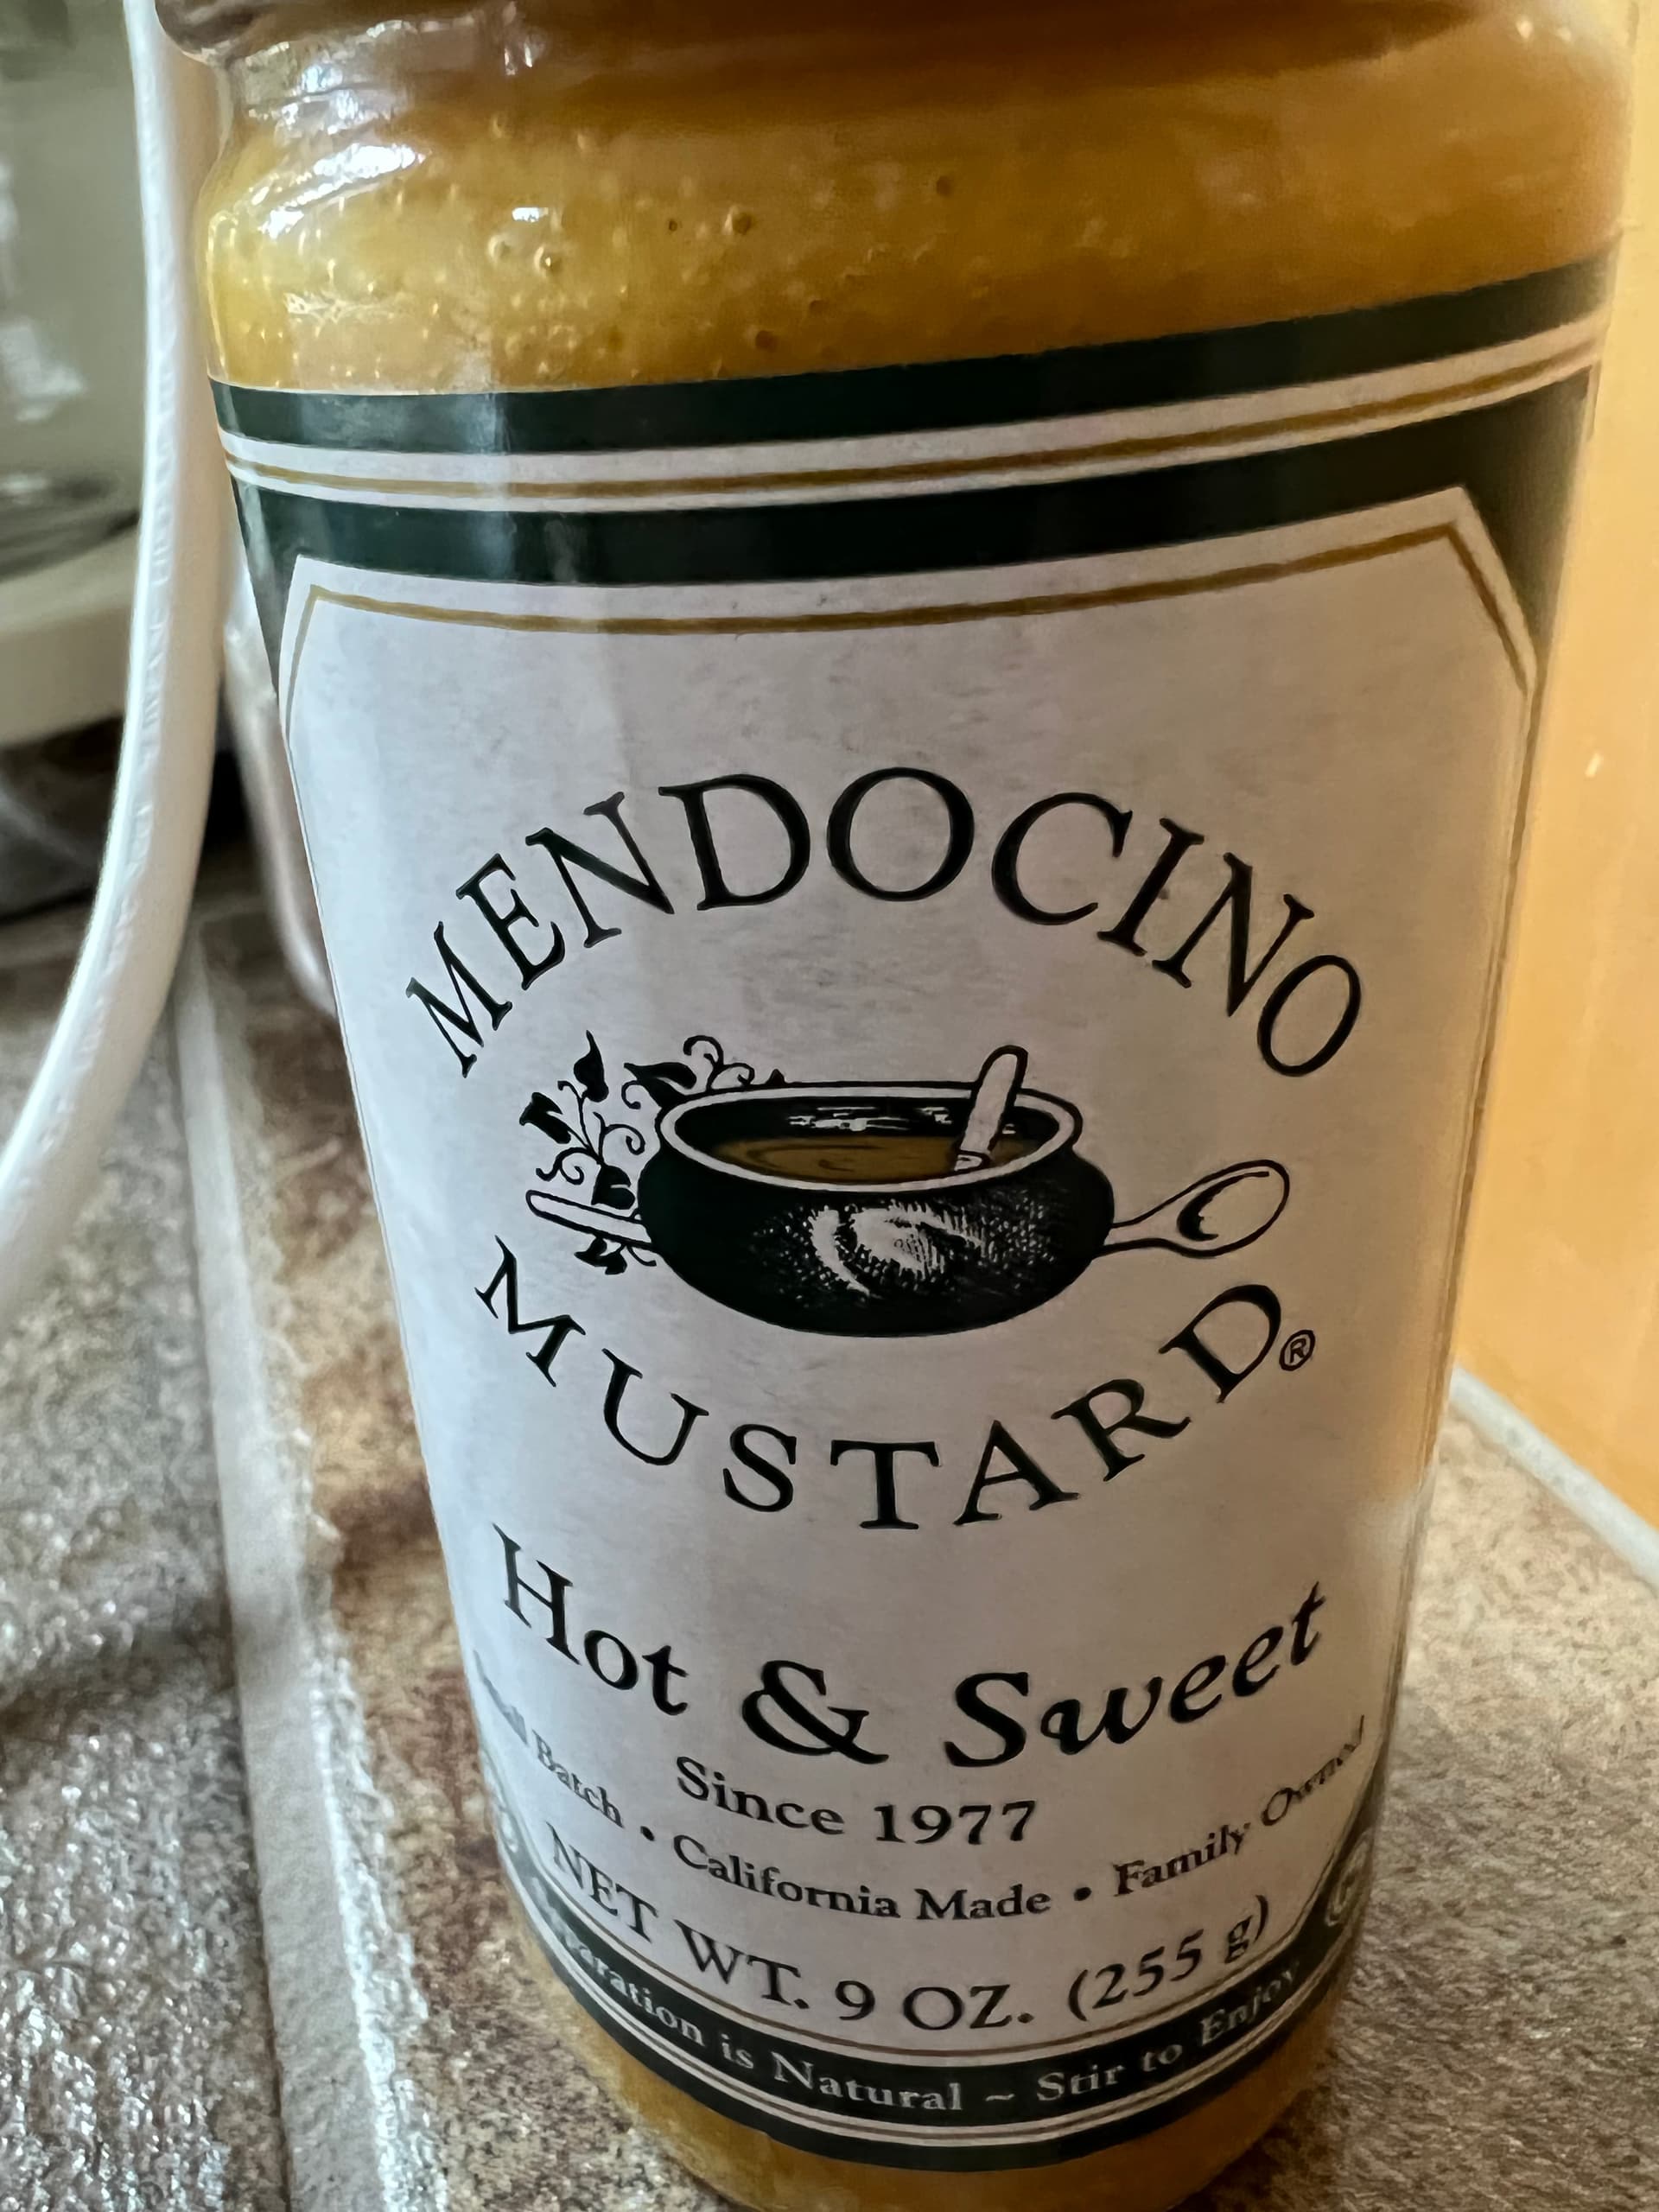 MENDOCINO
MUSTARD®
Hot & Sweet
Since 1977
Batch • California Made • Family Owned
NET WT. 9 OZ. (255 g)
is Natural ~ Stir to Enjoy